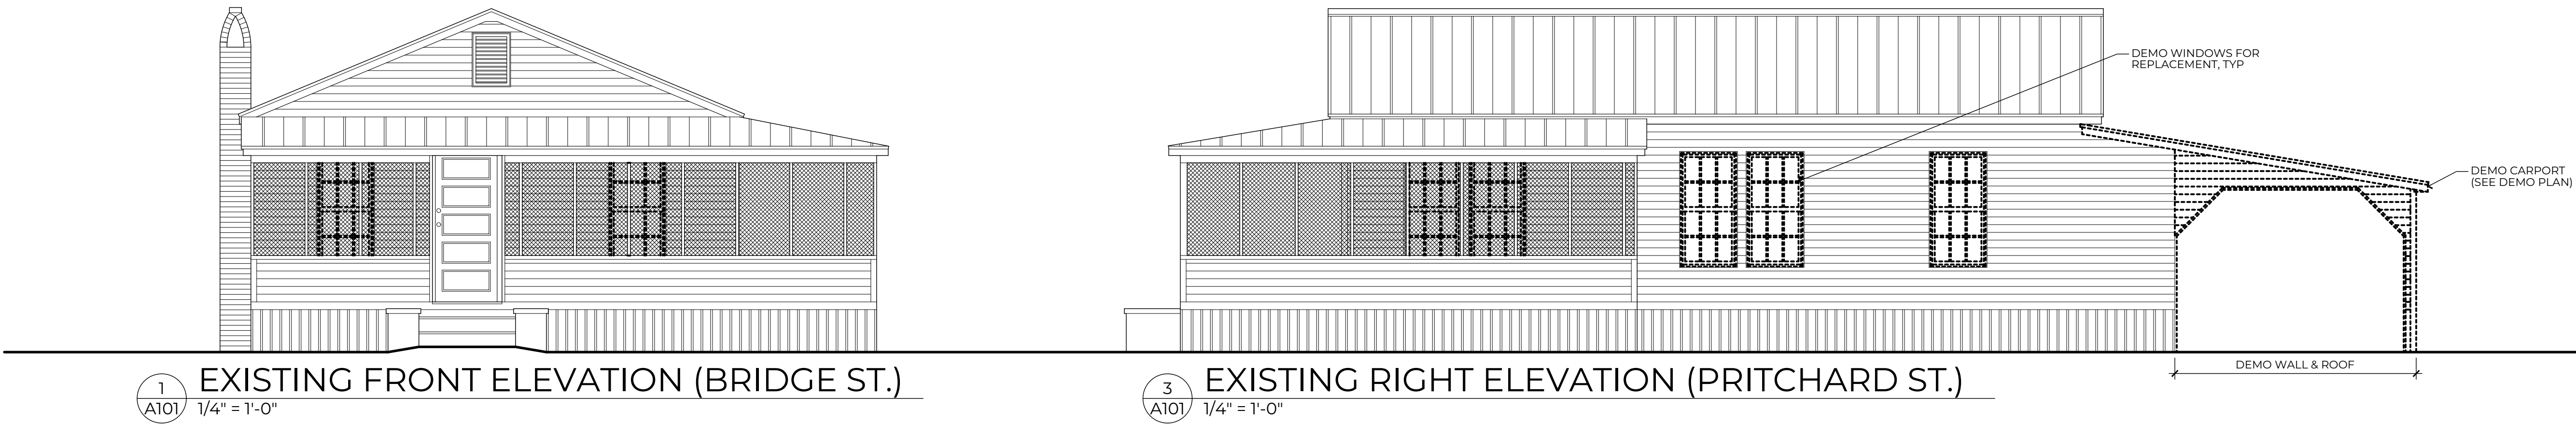 DEMO WINDOWS FOR
REPLACEMENT, TYP
DEMO CARPORT
(SEE DEMO PLAN)
DEMO WALL & ROOF
1
A101
EXISTING FRONT ELEVATION (BRIDGE ST.)
1/4" = 1'-0"
3
A101
EXISTING RIGHT ELEVATION (PRITCHARD ST.)
1/4" = 1'-0"